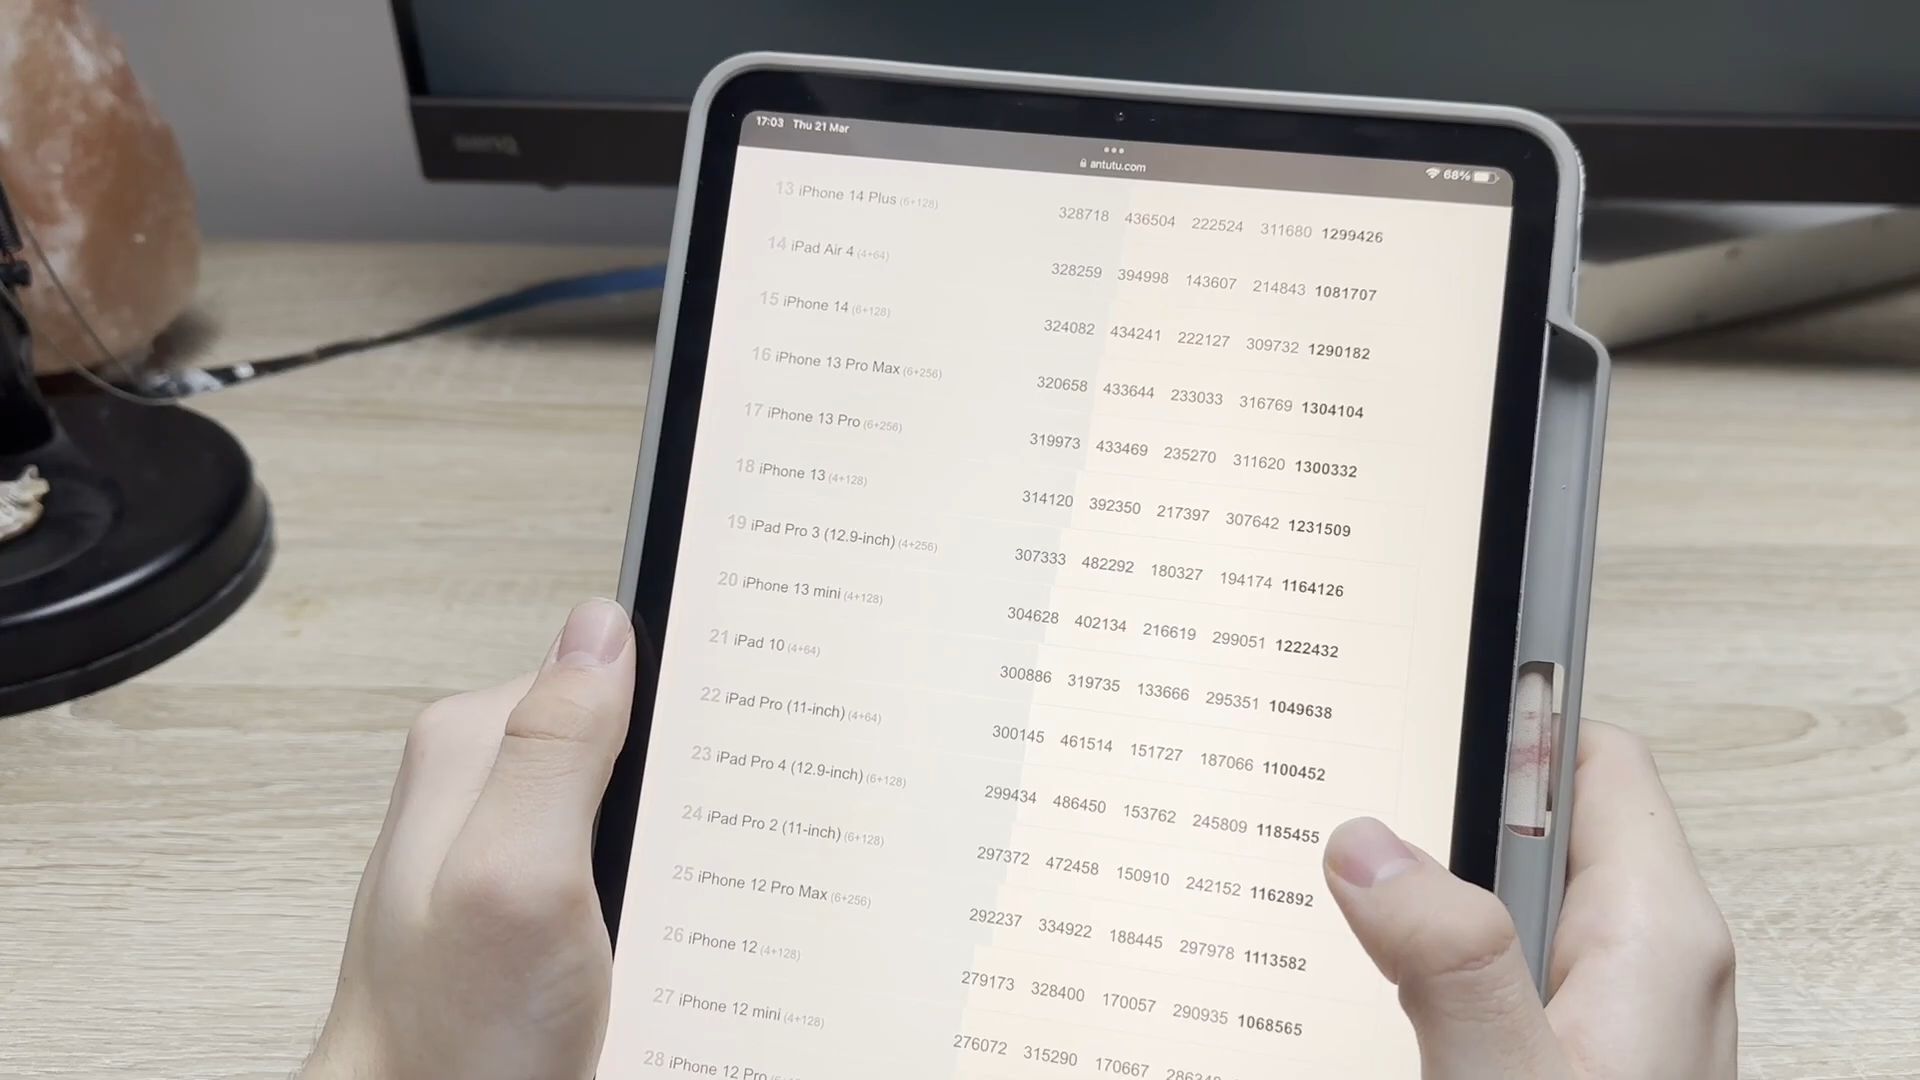 BenQ
17:03 Thu 21 Mar
antutu.com
68%
13 iPhone 14 Plus (6+128) 328718 436504 222524 311680 1299426
14 iPad Air 4 (4+64) 328259 394998 143607 214843 1081707
15 iPhone 14 (6+128) 324082 434241 222127 309732 1290182
16 iPhone 13 Pro Max (6+256) 320658 433644 233033 316769 1304104
17 iPhone 13 Pro (6+256) 319973 433469 235270 311620 1300332
18 iPhone 13 (4+128) 314120 392350 217397 307642 1231509
19 iPad Pro 3 (12.9-inch) (4+256) 307333 482292 180327 194174 1164126
20 iPhone 13 mini (4+128) 304628 402134 216619 299051 1222432
21 iPad 10 (4+64) 300886 319735 133666 295351 1049638
22 iPad Pro (11-inch) (4+64) 300145 461514 151727 187066 1100452
23 iPad Pro 4 (12.9-inch) (6+128) 299434 486450 153762 245809 1185455
24 iPad Pro 2 (11-inch) (6+128) 297372 472458 150910 242152 1162892
25 iPhone 12 Pro Max (6+256) 292237 334922 188445 297978 1113582
26 iPhone 12 (4+128) 279173 328400 170057 290935 1068565
27 iPhone 12 mini (4+128) 276072 315290 170667
28 iPhone 12 Pro